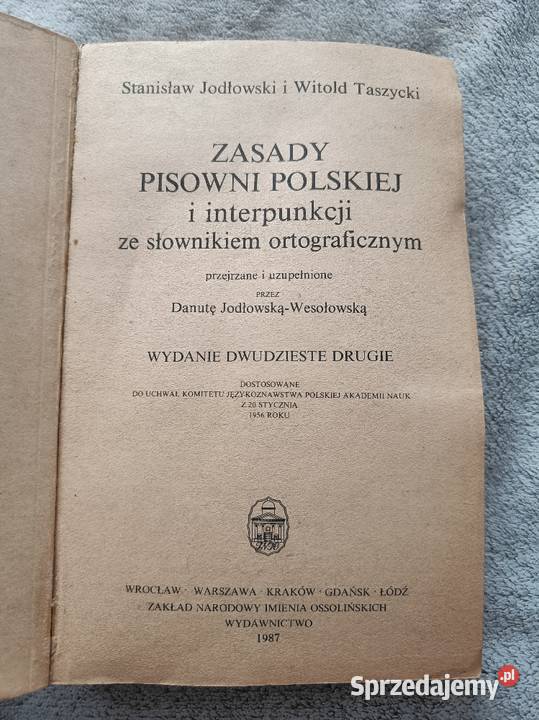 Stanisław Jodłowski i Witold Taszycki
ZASADY
PISOWNI POLSKIEJ
i interpunkcji
ze słownikiem ortograficznym
przejrzane i uzupełnione
PRZEZ
Danutę Jodłowską-Wesołowską
WYDANIE DWUDZIESTE DRUGIE
DOSTOSOWANE
DO UCHWAŁ KOMITETU JĘZYKOZNAWSTWA POLSKIEJ AKADEMII NAUK
Z 20 STYCZNIA
1956 ROKU
WROCŁAW · WARSZAWA · KRAKÓW · GDAŃSK · ŁÓDŹ
ZAKŁAD NARODOWY IMIENIA OSSOLIŃSKICH
WYDAWNICTWO
1987
Sprzedajemy.pl